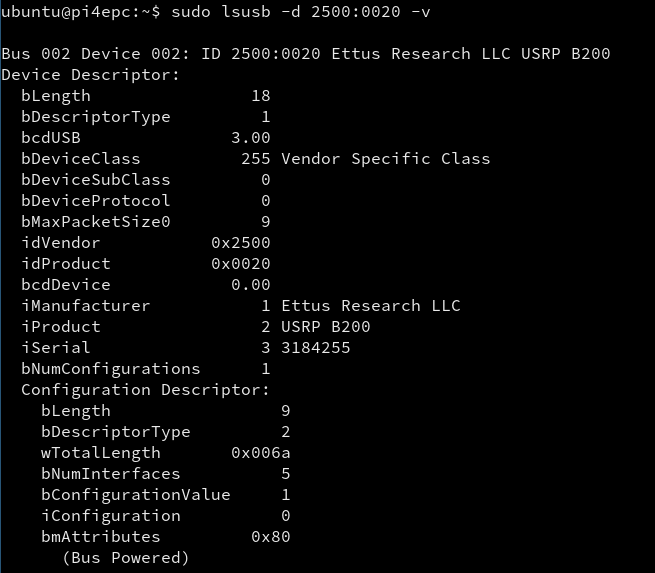 ubuntu@pi4epc:~$ sudo lsusb -d 2500:0020 -v

Bus 002 Device 002: ID 2500:0020 Ettus Research LLC USRP B200
Device Descriptor:
  bLength                18
  bDescriptorType         1
  bcdUSB               3.00
  bDeviceClass          255 Vendor Specific Class
  bDeviceSubClass         0
  bDeviceProtocol         0
  bMaxPacketSize0         9
  idVendor           0x2500
  idProduct          0x0020
  bcdDevice            0.00
  iManufacturer           1 Ettus Research LLC
  iProduct                2 USRP B200
  iSerial                 3 3184255
  bNumConfigurations      1
  Configuration Descriptor:
    bLength                 9
    bDescriptorType         2
    wTotalLength       0x006a
    bNumInterfaces          5
    bConfigurationValue     1
    iConfiguration          0
    bmAttributes         0x80
      (Bus Powered)